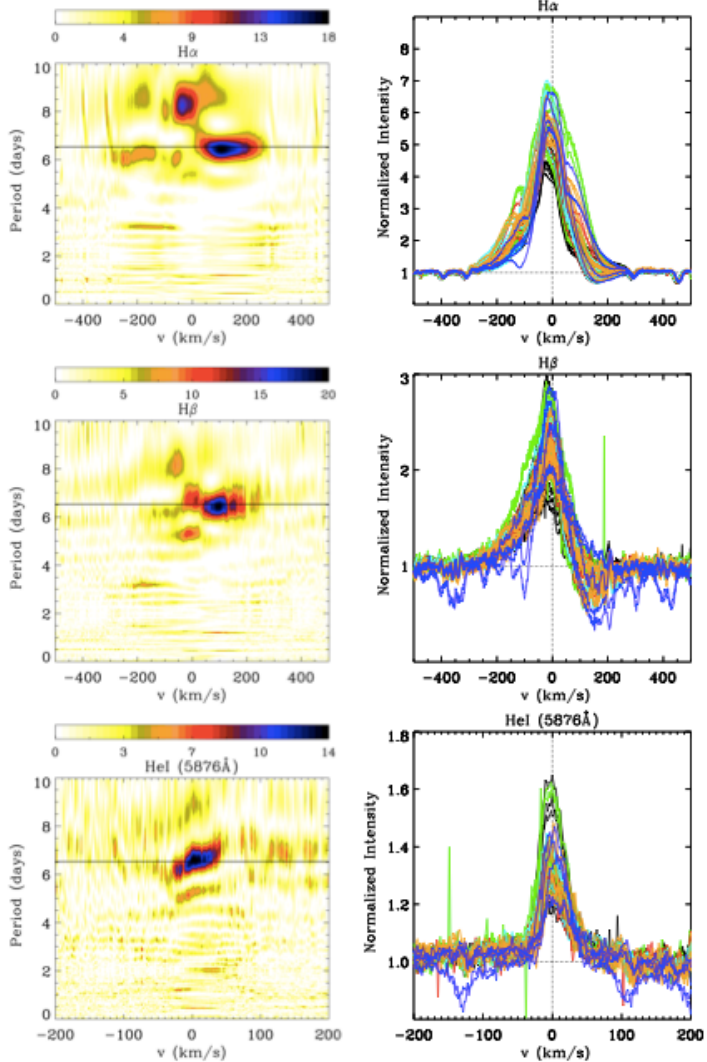 0 4 9 13 18
Hα
Period (days)
10
8
6
4
2
0
−400 −200 0 200 400
v (km/s)
Hα
Normalized Intensity
8
7
6
5
4
3
2
1
−400 −200 0 200 400
v (km/s)
0 5 10 15 20
Hβ
Period (days)
10
8
6
4
2
0
−400 −200 0 200 400
v (km/s)
Hβ
Normalized Intensity
3
2
1
−400 −200 0 200 400
v (km/s)
0 3 7 10 14
HeI (5876Å)
Period (days)
10
8
6
4
2
0
−200 −100 0 100 200
v (km/s)
HeI (5876Å)
Normalized Intensity
1.8
1.6
1.4
1.2
1.0
−200 −100 0 100 200
v (km/s)